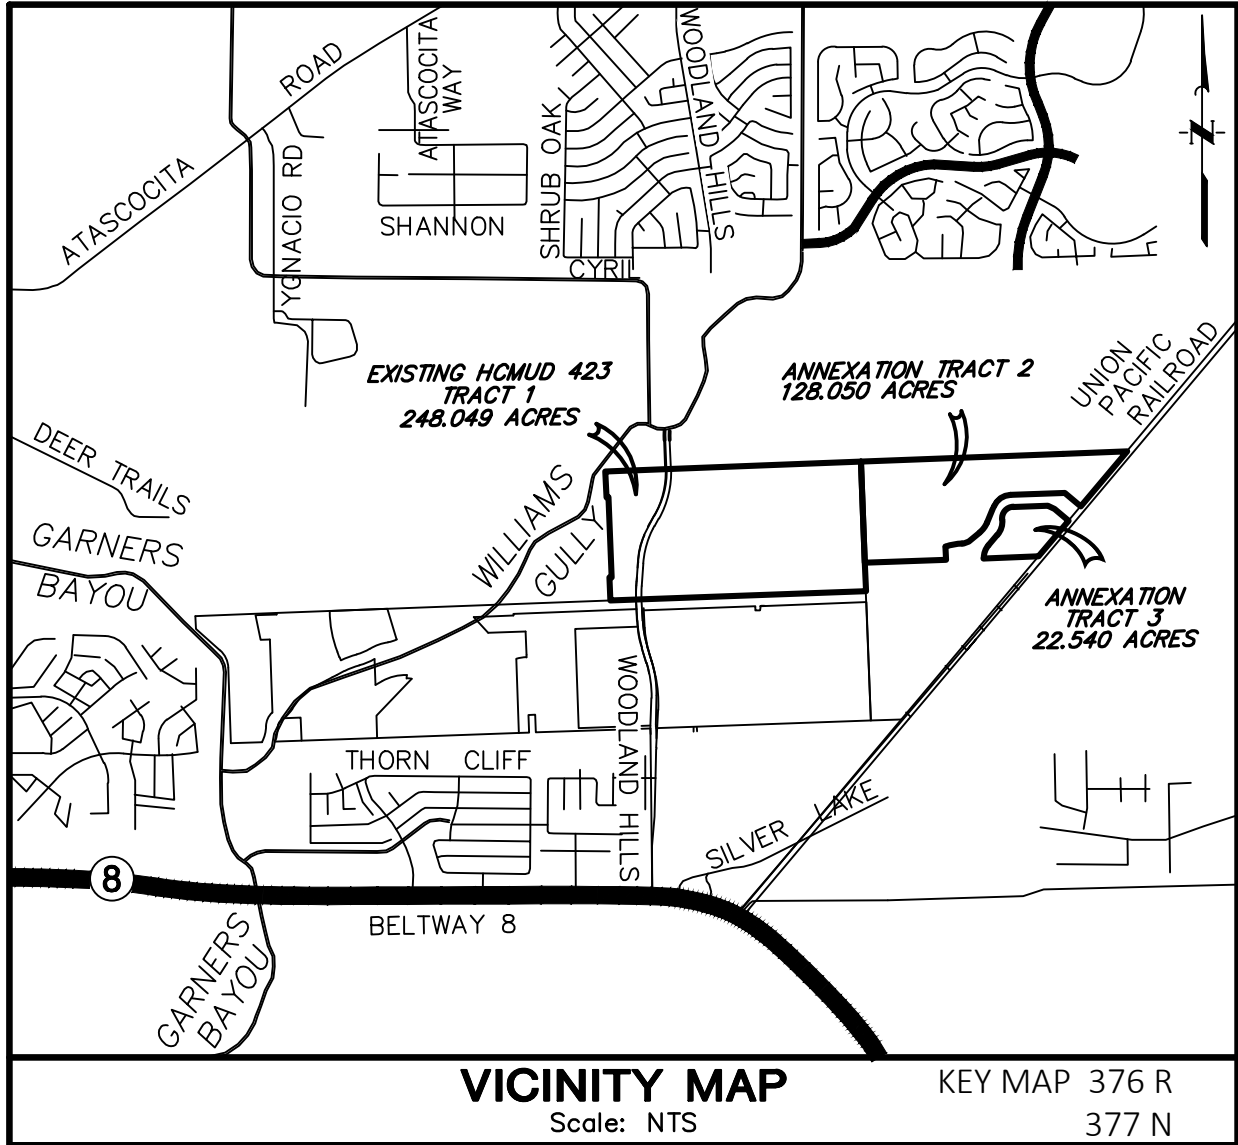 ROAD
ATASCOCITA
ATASCOCITA
WAY
WOODLAND HILLS
SHRUB OAK
YGNACIO RD
SHANNON
CYRIL
N
EXISTING HCMUD 423
TRACT 1
248.049 ACRES
ANNEXATION TRACT 2
128.050 ACRES
UNION
PACIFIC
RAILROAD
DEER TRAILS
GARNERS
BAYOU
WILLIAMS
GULLY
ANNEXATION
TRACT 3
22.540 ACRES
WOODLAND HILLS
THORN CLIFF
SILVER LAKE
8
BELTWAY 8
GARNERS
BAYOU
VICINITY MAP
Scale: NTS
KEY MAP 376 R
377 N